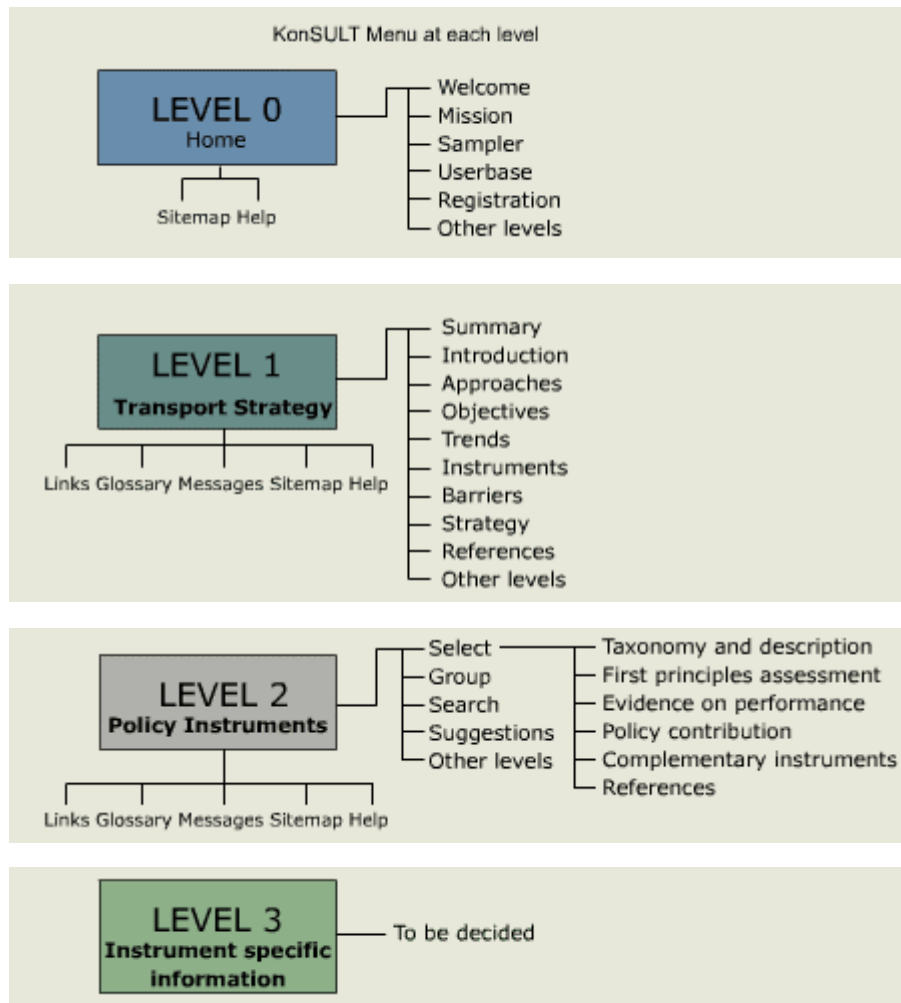 KonSULT Menu at each level
LEVEL 0
Home
Sitemap Help
Welcome
Mission
Sampler
Userbase
Registration
Other levels
LEVEL 1
Transport Strategy
Links Glossary Messages Sitemap Help
Summary
Introduction
Approaches
Objectives
Trends
Instruments
Barriers
Strategy
References
Other levels
LEVEL 2
Policy Instruments
Links Glossary Messages Sitemap Help
Select
Group
Search
Suggestions
Other levels
Taxonomy and description
First principles assessment
Evidence on performance
Policy contribution
Complementary instruments
References
LEVEL 3
Instrument specific
information
To be decided